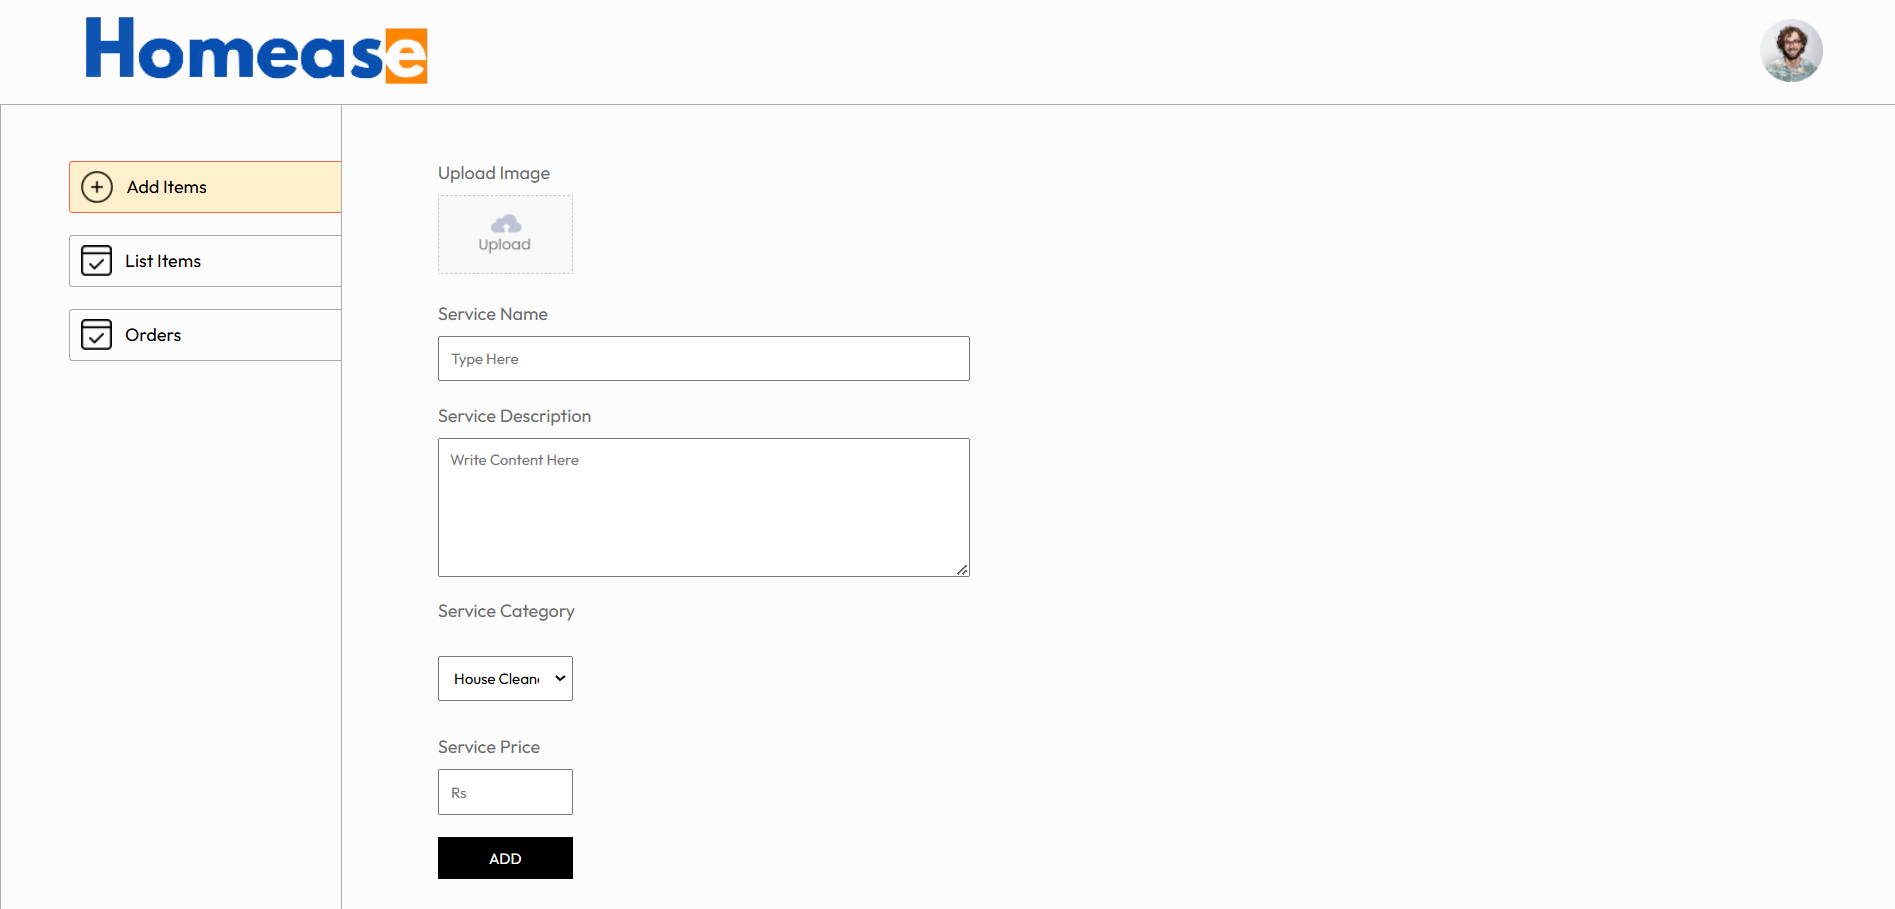 Homease
Add Items
List Items
Orders
Upload Image
Upload
Service Name
Type Here
Service Description
Write Content Here
Service Category
House Clean
Service Price
Rs
ADD